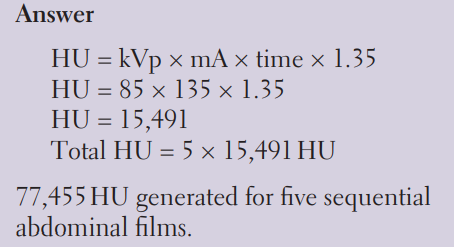 Answer
HU = kVp × mA × time × 1.35
HU = 85 × 135 × 1.35
HU = 15,491
Total HU = 5 × 15,491 HU
77,455 HU generated for five sequential
abdominal films.